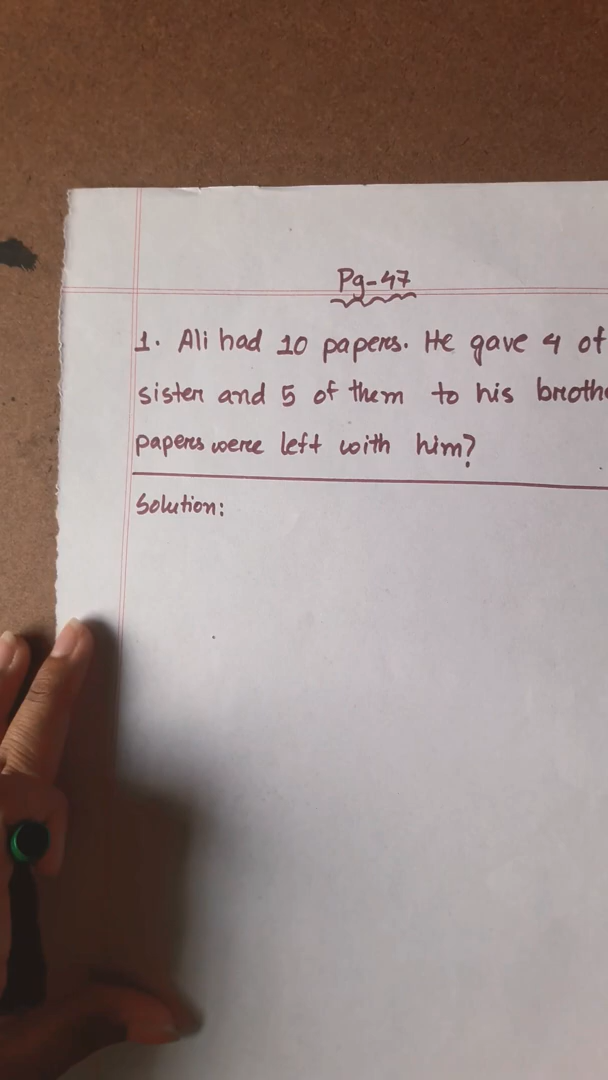 Pg-47
1. Ali had 10 papers. He gave 4 of
sister and 5 of them to his
papers were left with him?
Solution: